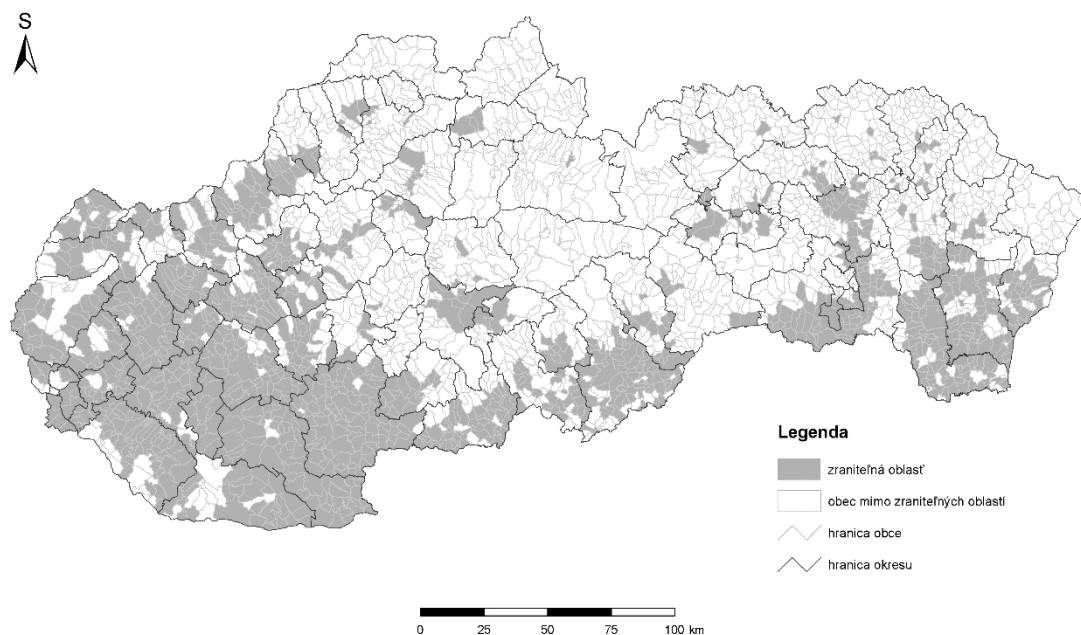 S
Legenda
zraniteľná oblasť
obec mimo zraniteľných oblastí
hranica obce
hranica okresu
0 25 50 75 100 km